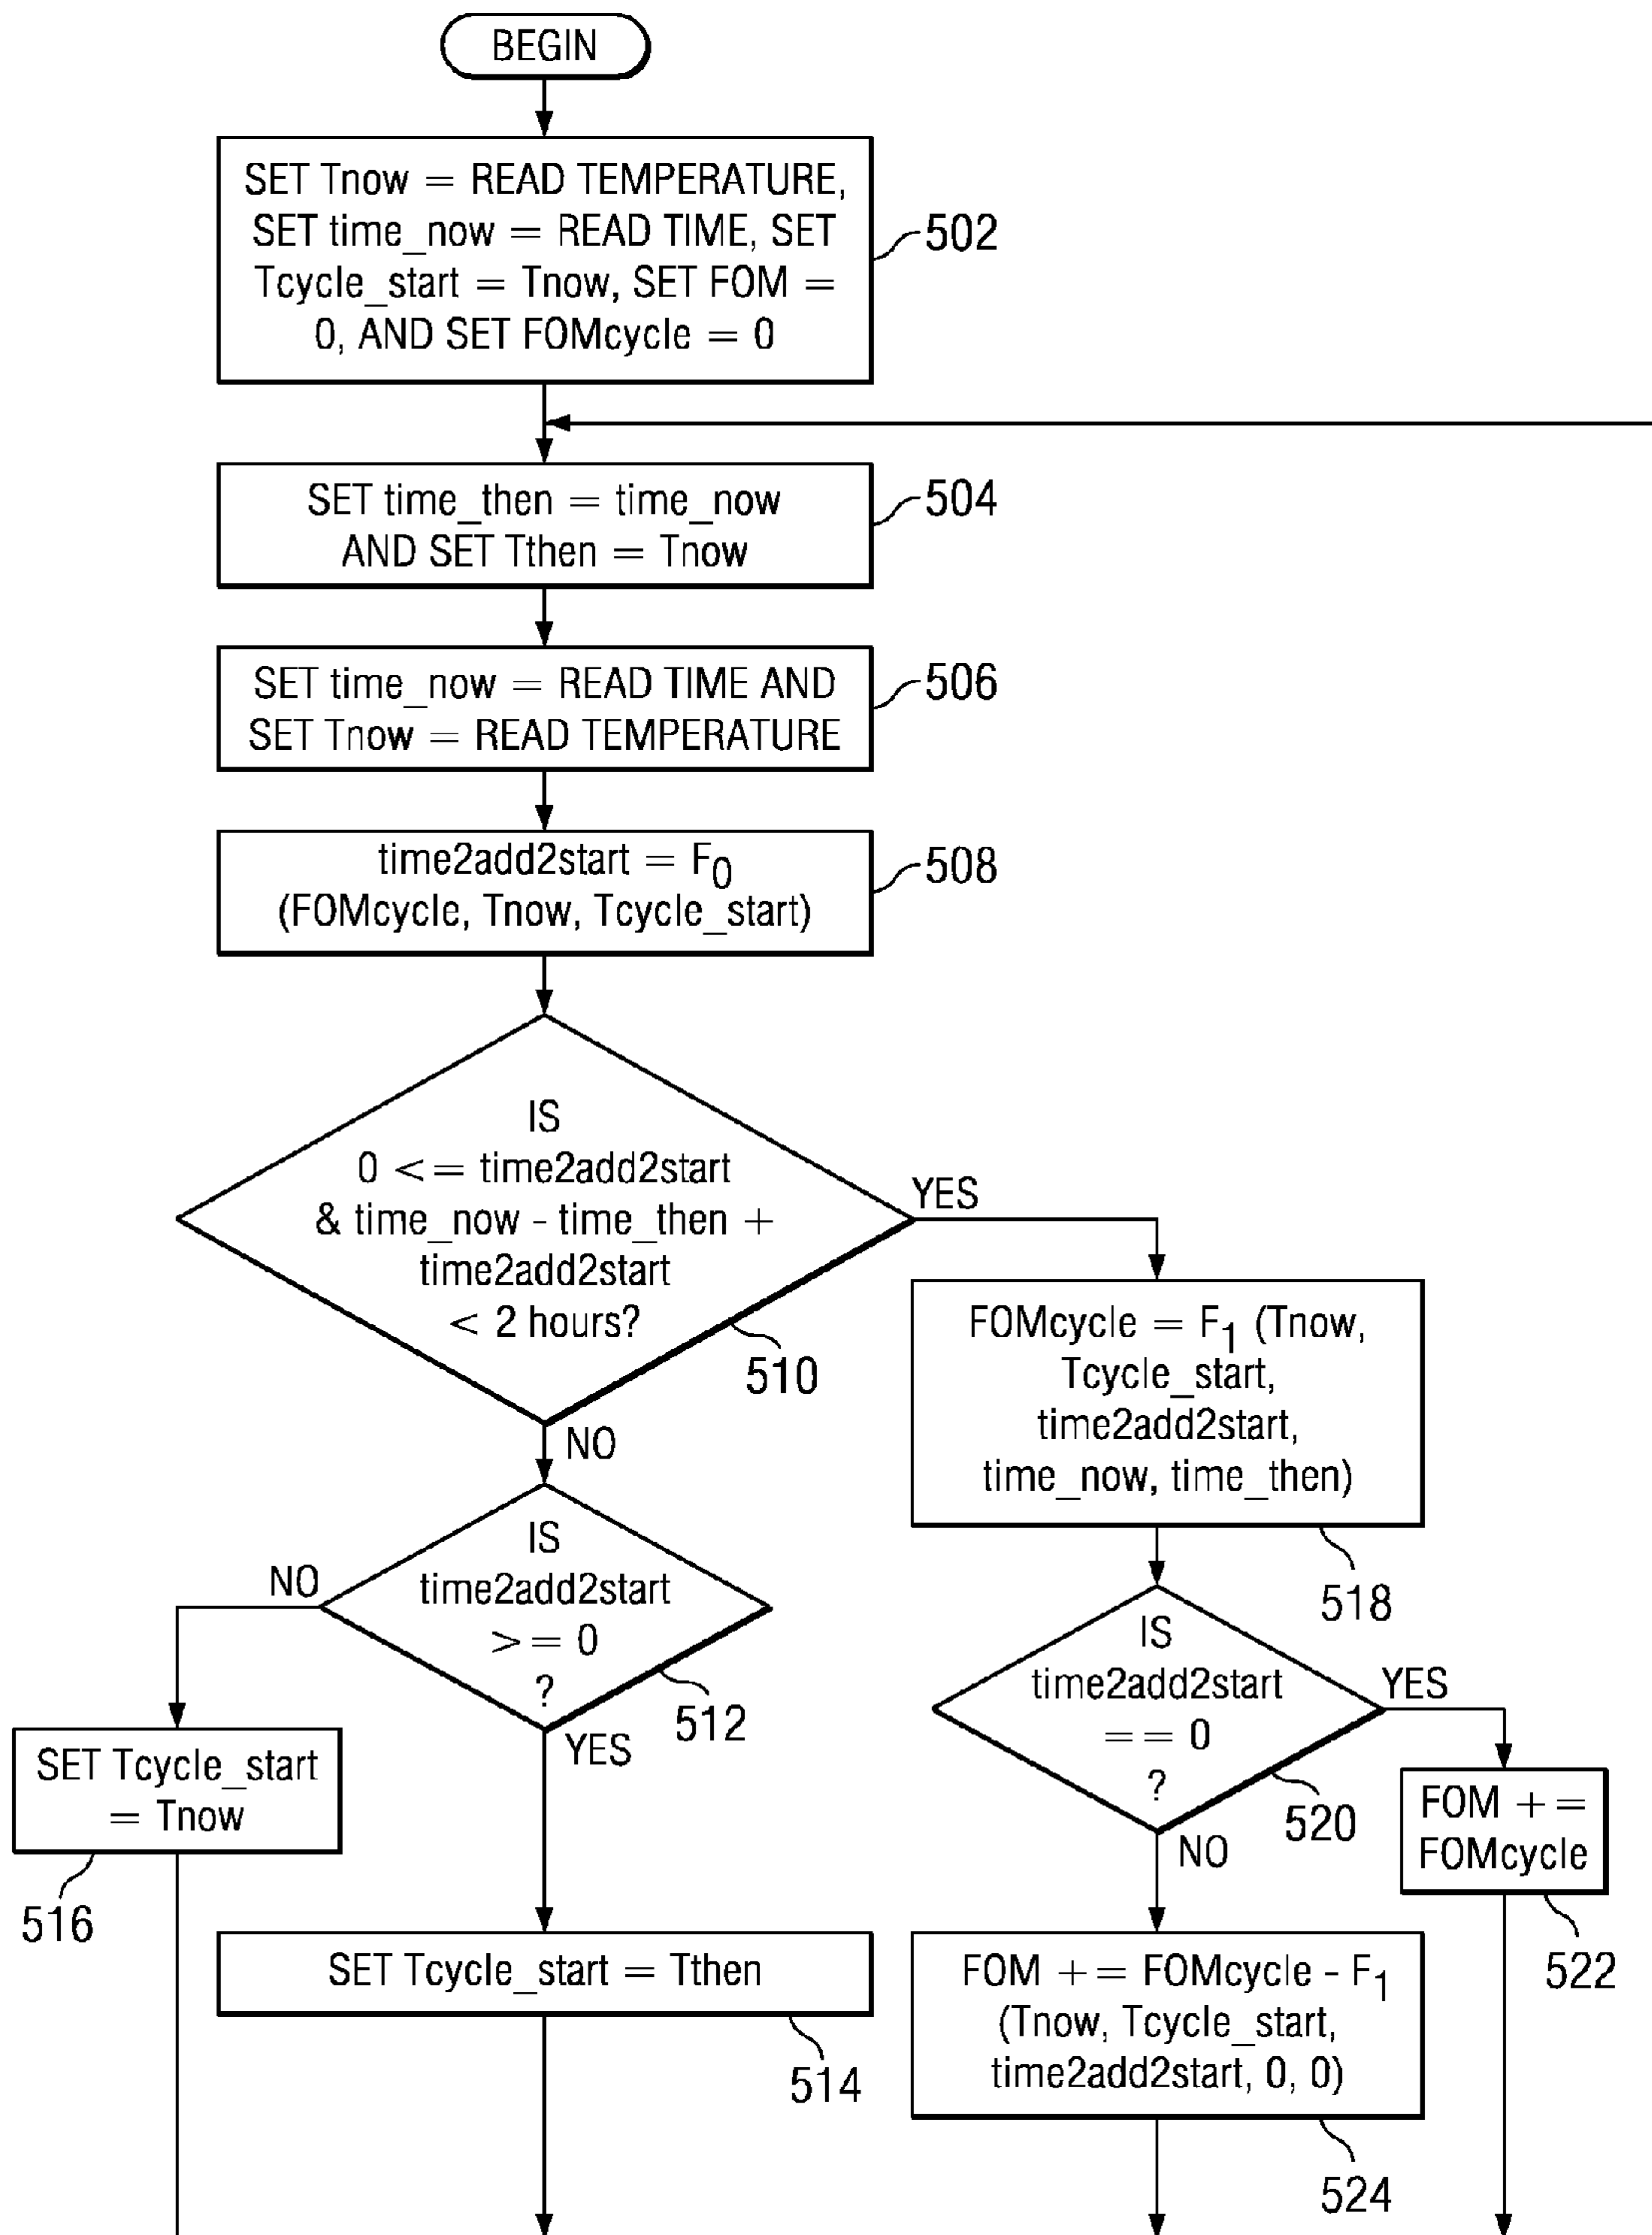 BEGIN
SET Tnow = READ TEMPERATURE,
SET time_now = READ TIME, SET
Tcycle_start = Tnow, SET FOM =
0, AND SET FOMcycle = 0
502
SET time_then = time_now
AND SET Tthen = Tnow
504
SET time_now = READ TIME AND
SET Tnow = READ TEMPERATURE
506
time2add2start = F0
(FOMcycle, Tnow, Tcycle_start)
508
IS
0 <= time2add2start
& time_now - time_then +
time2add2start
< 2 hours?
510
YES
NO
FOMcycle = F1 (Tnow,
Tcycle_start,
time2add2start,
time_now, time_then)
518
IS
time2add2start
>= 0
?
512
NO
YES
IS
time2add2start
== 0
?
520
YES
NO
SET Tcycle_start
= Tnow
516
FOM +=
FOMcycle
522
SET Tcycle_start = Tthen
514
FOM += FOMcycle - F1
(Tnow, Tcycle_start,
time2add2start, 0, 0)
524